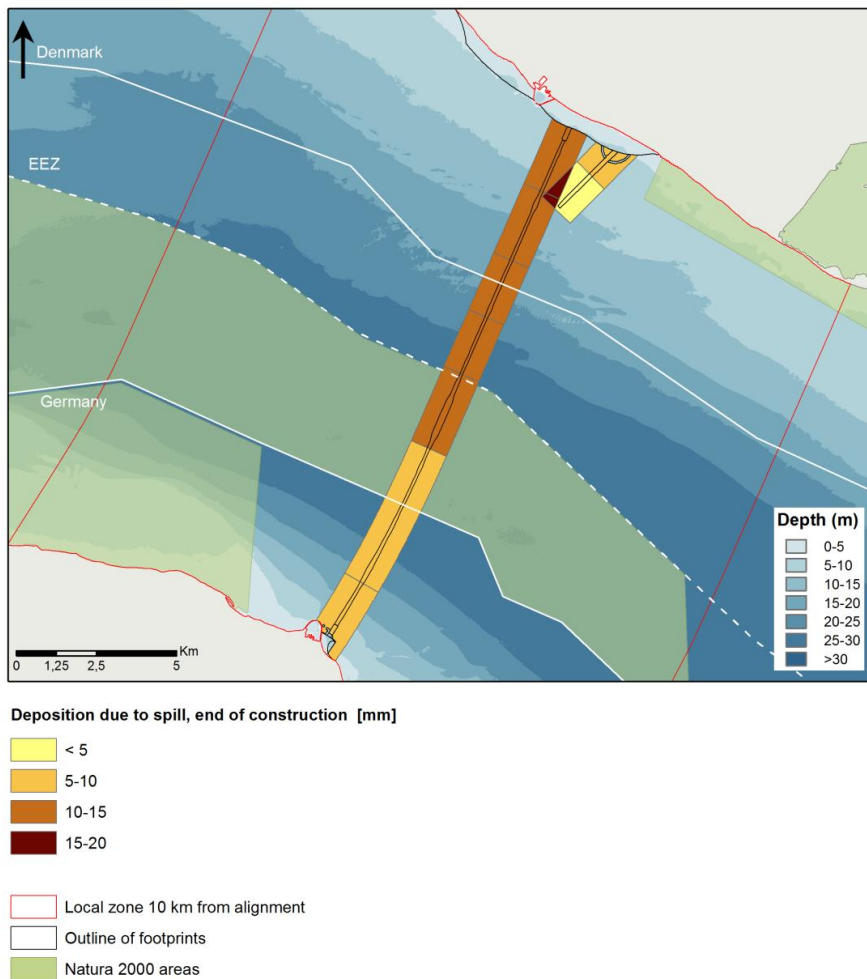 Denmark
EEZ
Germany
Km
0 1,25 2,5 5
Depth (m)
0-5
5-10
10-15
15-20
20-25
25-30
>30
Deposition due to spill, end of construction [mm]
< 5
5-10
10-15
15-20
Local zone 10 km from alignment
Outline of footprints
Natura 2000 areas